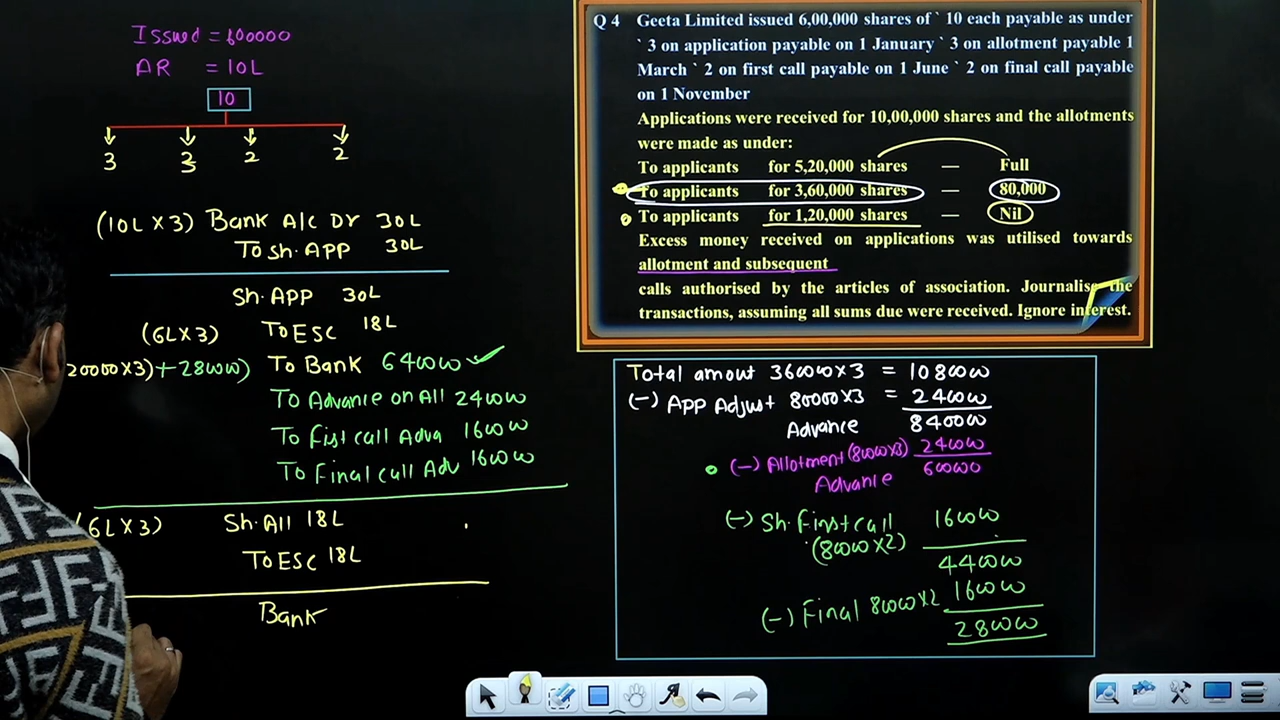 Issued = 600000
AR = 10L
10
3 3 2 2
(10L X 3) Bank A/c Dr 30L
To sh. APP 30L
Sh. APP 30L
(6L X 3) To ESC 18L
20000X3) + 280000) To Bank 640000
To Advance on All 240000
To Fist call Adva 160000
To Final call Adv 160000
6L X 3) Sh. All 18L
To ESC 18L
Bank
Q 4 Geeta Limited issued 6,00,000 shares of ` 10 each payable as under
` 3 on application payable on 1 January ` 3 on allotment payable 1
March ` 2 on first call payable on 1 June ` 2 on final call payable
on 1 November
Applications were received for 10,00,000 shares and the allotments
were made as under:
To applicants for 5,20,000 shares — Full
To applicants for 3,60,000 shares — 80,000
To applicants for 1,20,000 shares — Nil
Excess money received on applications was utilised towards
allotment and subsequent
calls authorised by the articles of association. Journalise the
transactions, assuming all sums due were received. Ignore interest.
Total amout 360000 X 3 = 1080000
(-) App Adjust 80000 X 3 = 240000
Advance 840000
(-) Allotment (80000 X 3) 240000
Advance 600000
(-) Sh. First call 160000
(80000 X 2)
440000
(-) Final 80000 X 2 160000
280000